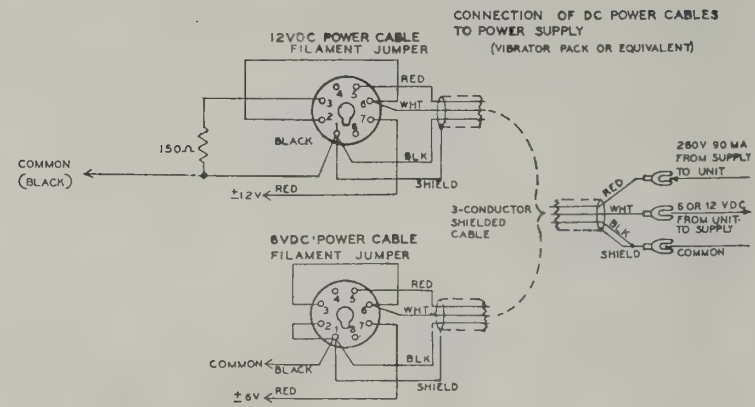 CONNECTION OF DC POWER CABLES
TO POWER SUPPLY
(VIBRATOR PACK OR EQUIVALENT)
12VDC POWER CABLE
FILAMENT JUMPER
4
5
3
6
2
7
1
8
RED
WHT
BLACK
BLK
SHIELD
150Ω
COMMON
(BLACK)
±12V
RED
260V 90 MA
FROM SUPPLY
TO UNIT
RED
WHT
6 OR 12 VDC
FROM UNIT-
TO SUPPLY
BLK
SHIELD
COMMON
3-CONDUCTOR
SHIELDED
CABLE
6VDC POWER CABLE
FILAMENT JUMPER
4
5
3
6
2
1
7
8
RED
WHT
BLK
COMMON
BLACK
SHIELD
±6V
RED